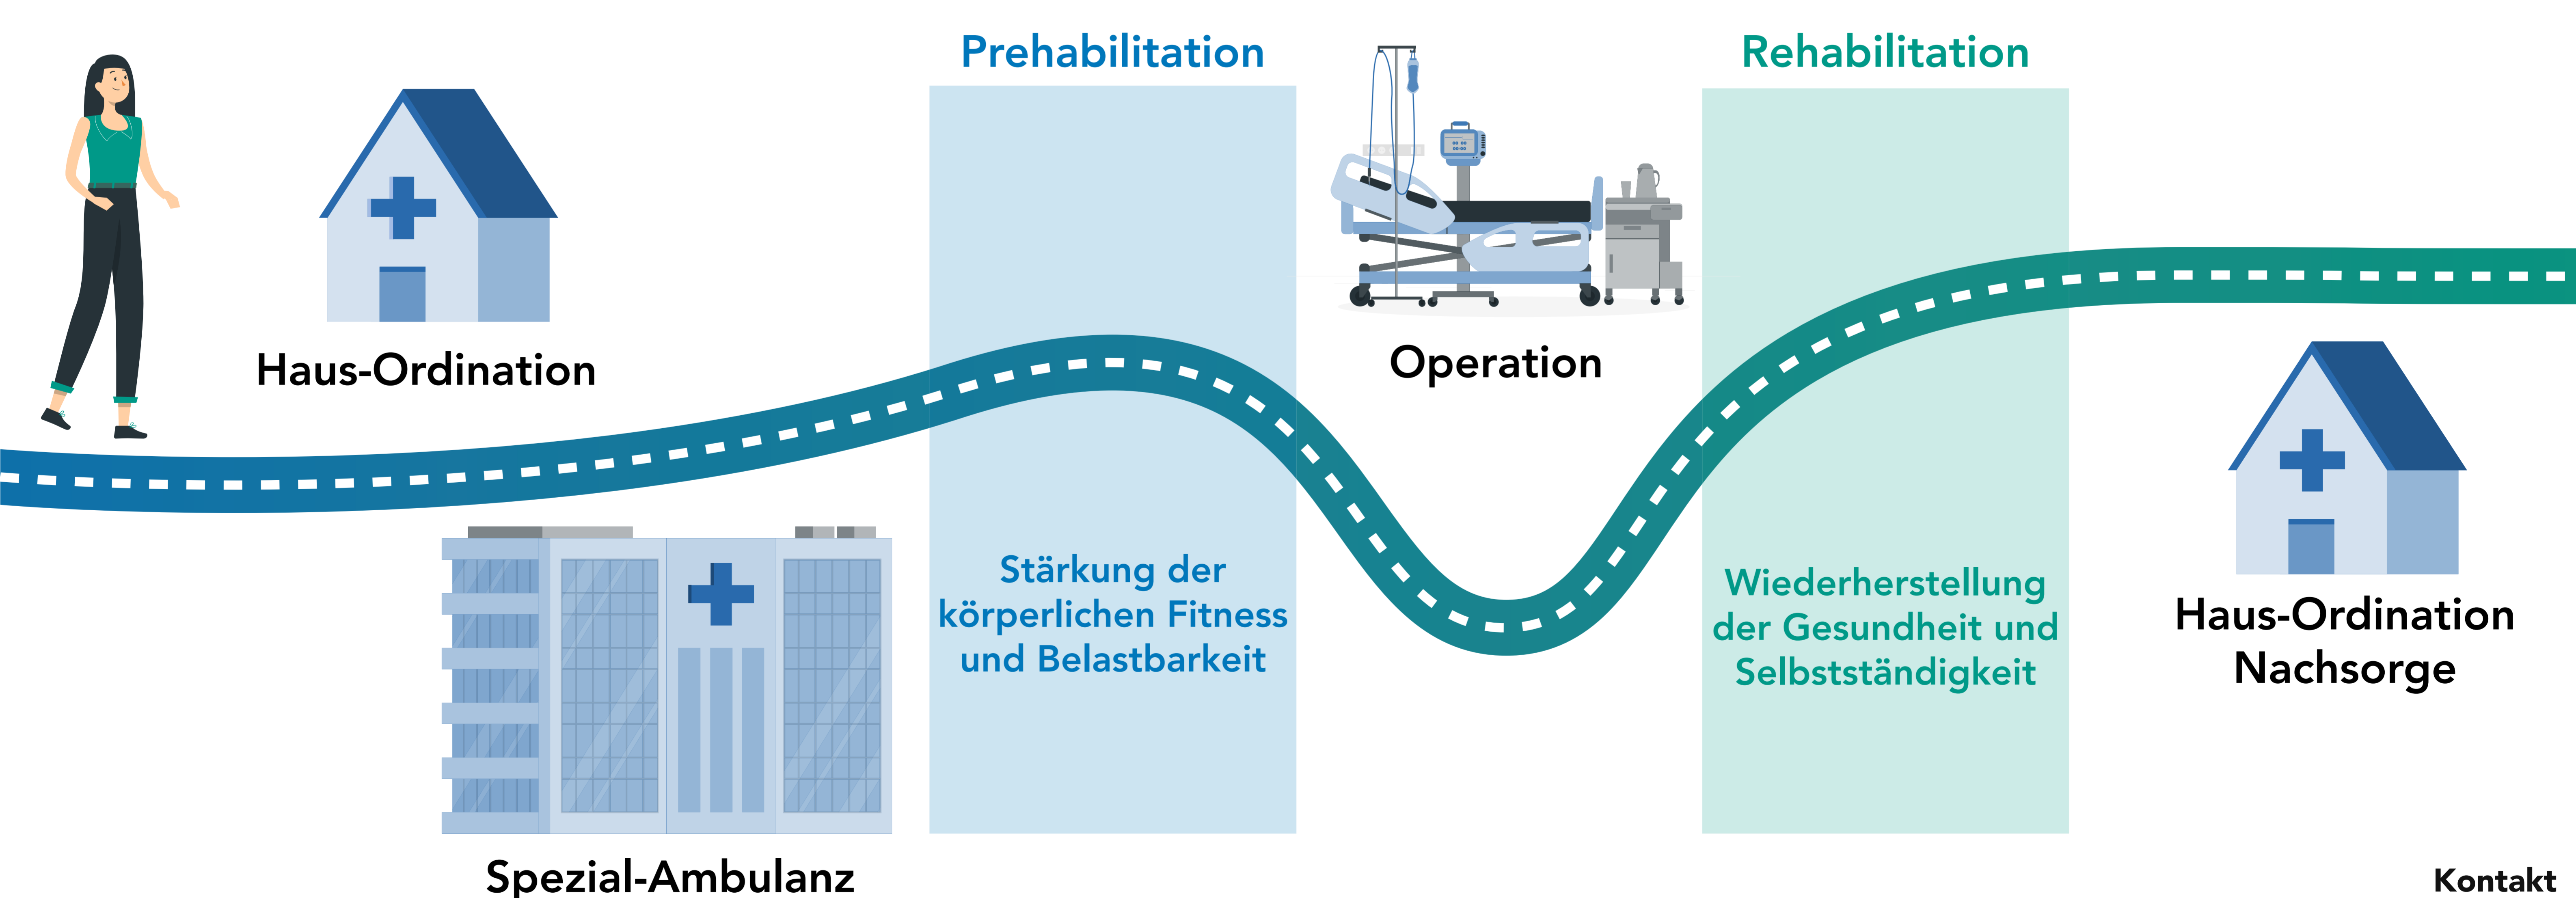 Prehabilitation
Rehabilitation
Haus-Ordination
Operation
Stärkung der
körperlichen Fitness
und Belastbarkeit
Wiederherstellung
der Gesundheit und
Selbstständigkeit
Haus-Ordination
Nachsorge
Spezial-Ambulanz
Kontakt